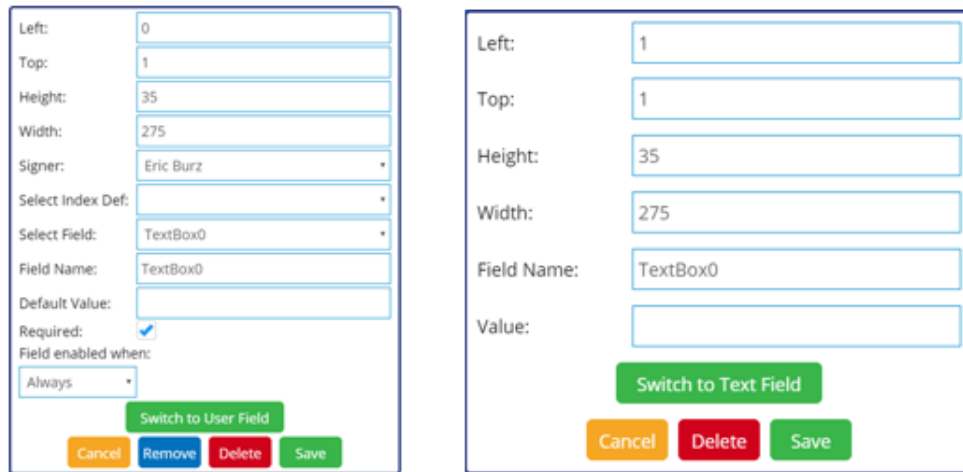 Left: 0
Top: 1
Height: 35
Width: 275
Signer: Eric Burz
Select Index Def:
Select Field: TextBox0
Field Name: TextBox0
Default Value:
Required:
Field enabled when:
Always
Switch to User Field
Cancel Remove Delete Save
Left: 1
Top: 1
Height: 35
Width: 275
Field Name: TextBox0
Value:
Switch to Text Field
Cancel Delete Save